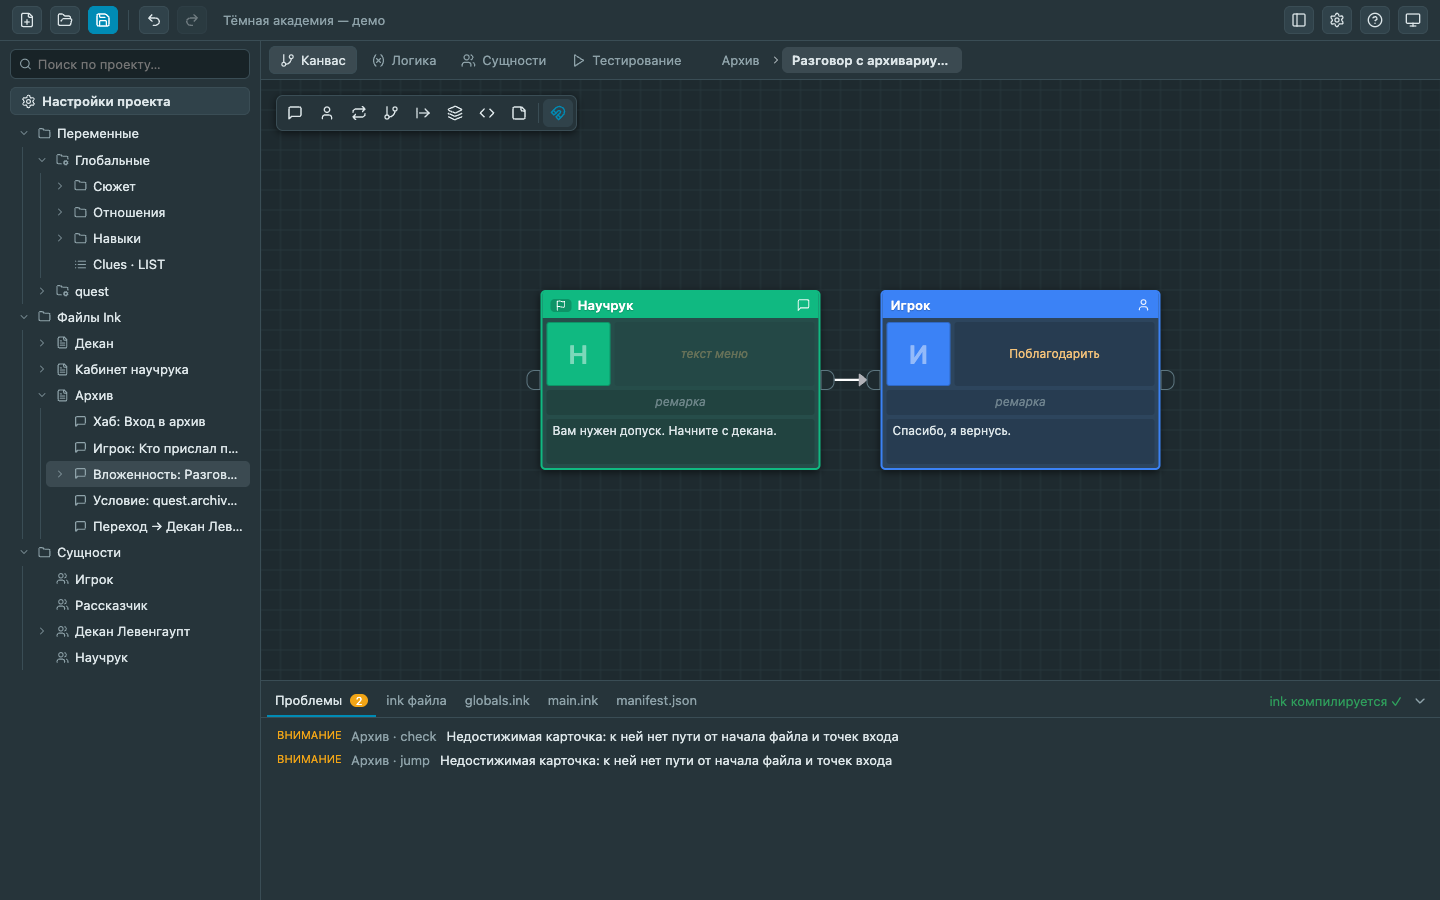 Тёмная академия — демо
Поиск по проекту...
Канвас
Логика
Сущности
Тестирование
Архив
Разговор с архивариу...
Настройки проекта
Переменные
Глобальные
Сюжет
Отношения
Навыки
Clues · LIST
quest
Файлы Ink
Декан
Кабинет научрука
Архив
Хаб: Вход в архив
Игрок: Кто прислал п...
Вложенность: Разгов...
Условие: quest.archiv...
Переход → Декан Лев...
Сущности
Игрок
Рассказчик
Декан Левенгаупт
Научрук
Научрук
Н
текст меню
ремарка
Вам нужен допуск. Начните с декана.
Игрок
И
Поблагодарить
ремарка
Спасибо, я вернусь.
Проблемы 2
ink файла
globals.ink
main.ink
manifest.json
ink компилируется ✓
ВНИМАНИЕ Архив · check Недостижимая карточка: к ней нет пути от начала файла и точек входа
ВНИМАНИЕ Архив · jump Недостижимая карточка: к ней нет пути от начала файла и точек входа